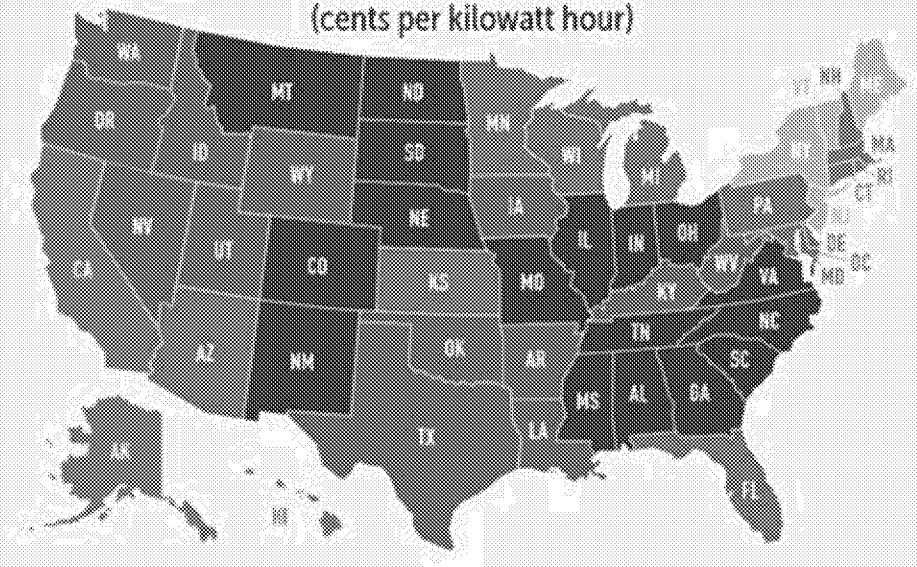 (cents per kilowatt hour)
WA
MT
ND
MN
VT
NH
ME
OR
ID
SD
WI
MI
NY
MA
RI
CT
WY
NE
IA
PA
NJ
NV
UT
CO
IL
IN
OH
DE
DC
MD
CA
KS
MO
WV
VA
KY
NC
TN
AZ
NM
OK
AR
SC
MS
AL
GA
TX
LA
AK
HI
FL